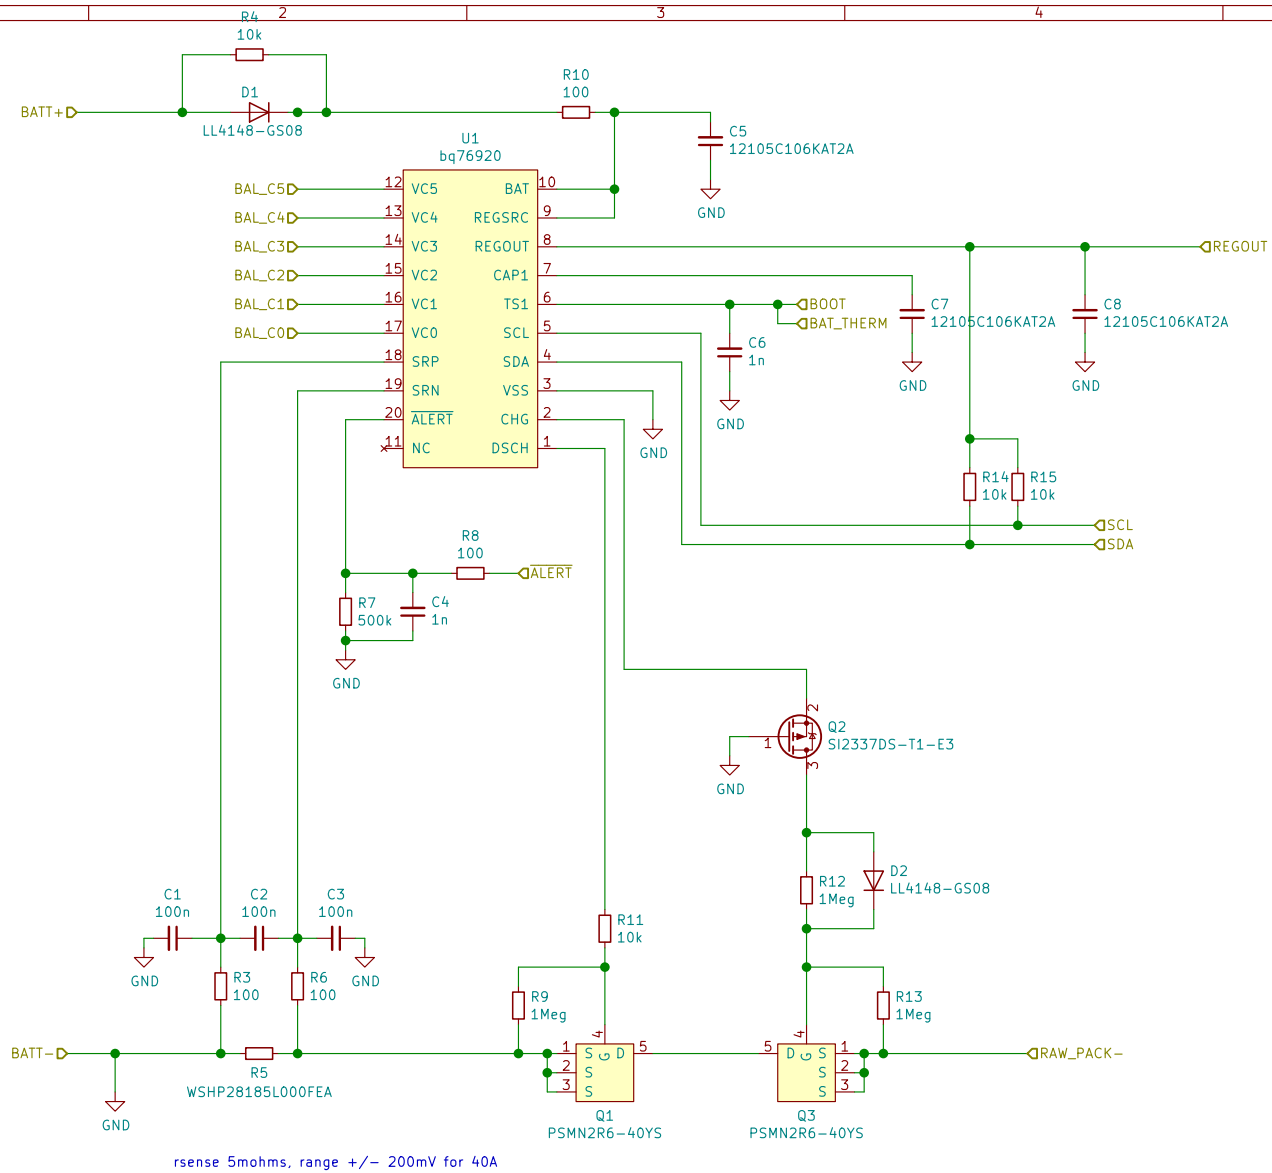 2
3
4
R4
10k
D1
LL4148-GS08
BATT+
R10
100
C5
12105C106KAT2A
GND
U1
bq76920
BAL_C5 12 VC5 BAT 10
BAL_C4 13 VC4 REGSRC 9
BAL_C3 14 VC3 REGOUT 8 REGOUT
BAL_C2 15 VC2 CAP1 7
BAL_C1 16 VC1 TS1 6 BOOT
BAT_THERM
BAL_C0 17 VC0 SCL 5
18 SRP SDA 4
19 SRN VSS 3
20 ALERT CHG 2
11 NC DSCH 1
C7
12105C106KAT2A
GND
C8
12105C106KAT2A
GND
C6
1n
GND
GND
R14
10k
R15
10k
SCL
SDA
R8
100
ALERT
R7
500k
C4
1n
GND
2
Q2
SI2337DS-T1-E3
1
3
GND
D2
LL4148-GS08
R12
1Meg
C1
100n
C2
100n
C3
100n
GND
GND
R3
100
R6
100
R11
10k
R9
1Meg
R13
1Meg
BATT-
R5
WSHP28185L000FEA
GND
4
1 S G D 5
2 S
3 S
Q1
PSMN2R6-40YS
4
5 D G S 1
S 2
S 3
Q3
PSMN2R6-40YS
RAW_PACK-
rsense 5mohms, range +/- 200mV for 40A